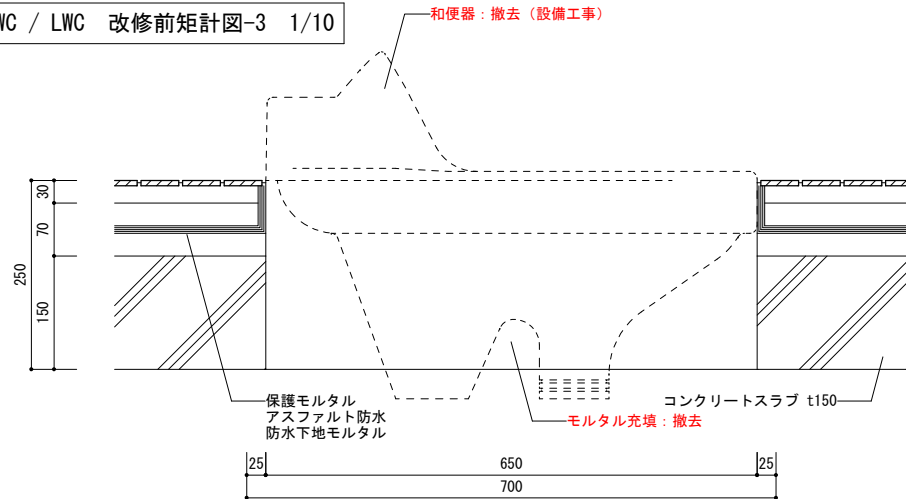 WC / LWC 改修前矩計図-3 1/10
和便器：撤去（設備工事）
30
70
250
150
保護モルタル
アスファルト防水
防水下地モルタル
コンクリートスラブ t150
モルタル充填：撤去
25
650
25
700